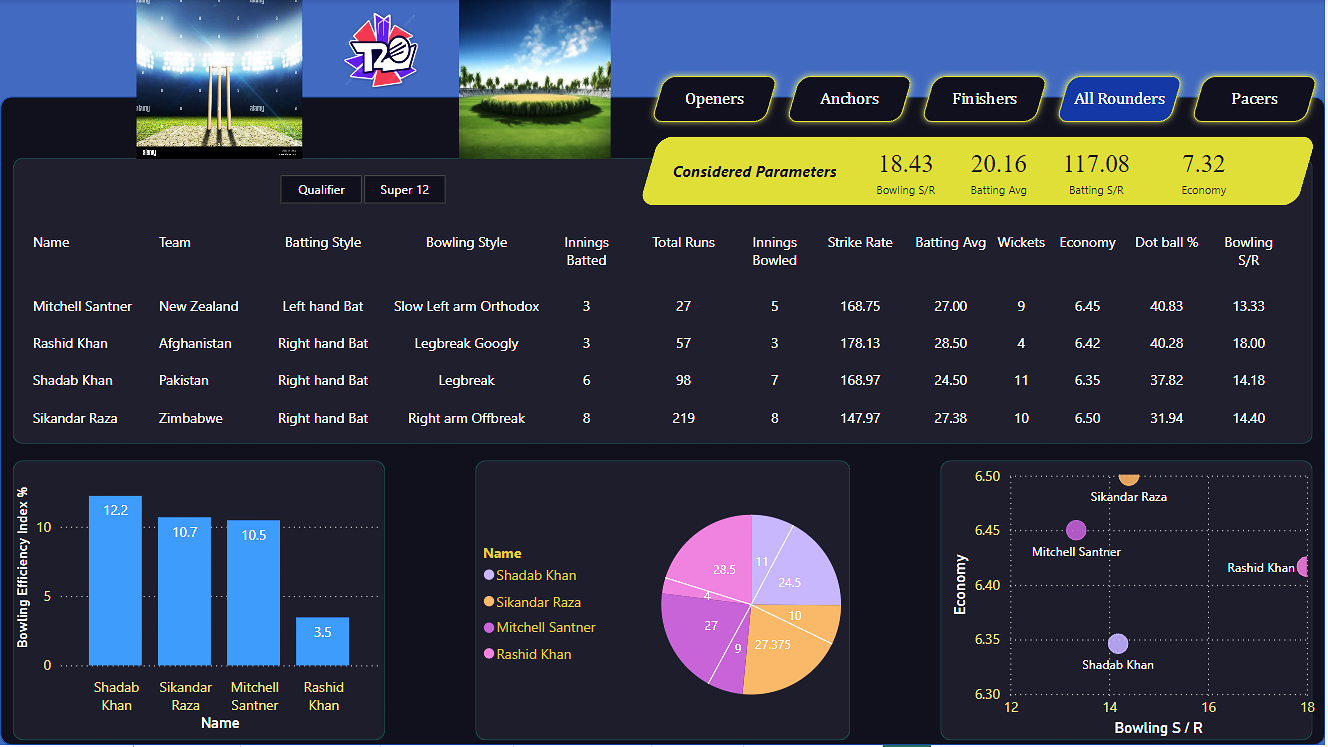 alamy
alamy
alamy
alamy
T20
Openers
Anchors
Finishers
All Rounders
Pacers
Considered Parameters
18.43
Bowling S/R
20.16
Batting Avg
117.08
Batting S/R
7.32
Economy
Qualifier
Super 12
Name Team Batting Style Bowling Style Innings Batted Total Runs Innings Bowled Strike Rate Batting Avg Wickets Economy Dot ball % Bowling S/R
Mitchell Santner New Zealand Left hand Bat Slow Left arm Orthodox 3 27 5 168.75 27.00 9 6.45 40.83 13.33
Rashid Khan Afghanistan Right hand Bat Legbreak Googly 3 57 3 178.13 28.50 4 6.42 40.28 18.00
Shadab Khan Pakistan Right hand Bat Legbreak 6 98 7 168.97 24.50 11 6.35 37.82 14.18
Sikandar Raza Zimbabwe Right hand Bat Right arm Offbreak 8 219 8 147.97 27.38 10 6.50 31.94 14.40
Bowling Efficiency Index %
10
5
0
12.2
10.7
10.5
3.5
Shadab Khan
Sikandar Raza
Mitchell Santner
Rashid Khan
Name
Name
Shadab Khan
Sikandar Raza
Mitchell Santner
Rashid Khan
11
24.5
10
27.375
9
27
4
28.5
Economy
6.50
6.45
6.40
6.35
6.30
Sikandar Raza
Mitchell Santner
Rashid Khan
Shadab Khan
12
14
16
18
Bowling S / R